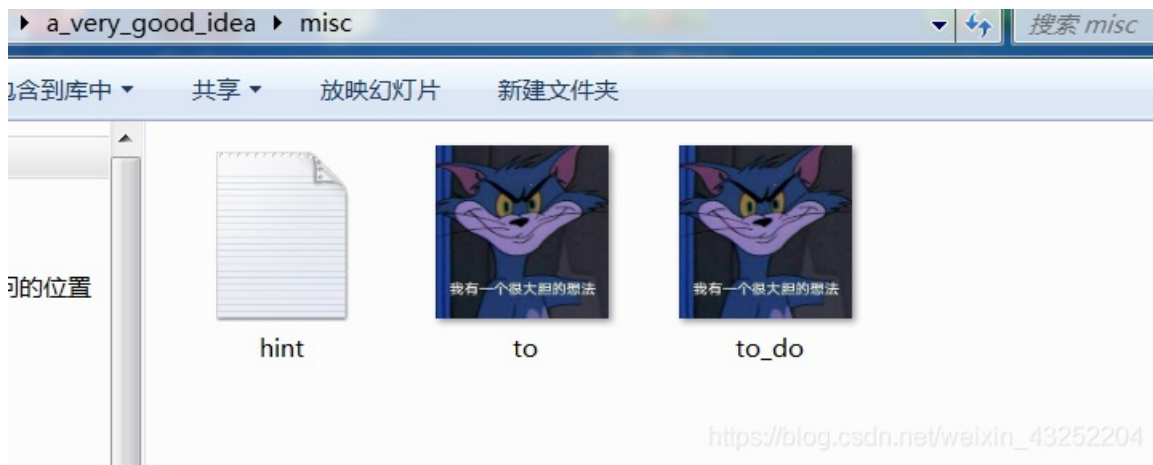 a_very_good_idea ▸ misc
搜索 misc
包含到库中 共享 放映幻灯片 新建文件夹
问的位置
我有一个很大胆的想法
我有一个很大胆的想法
hint
to
to_do
https://blog.csdn.net/weixin_43252204